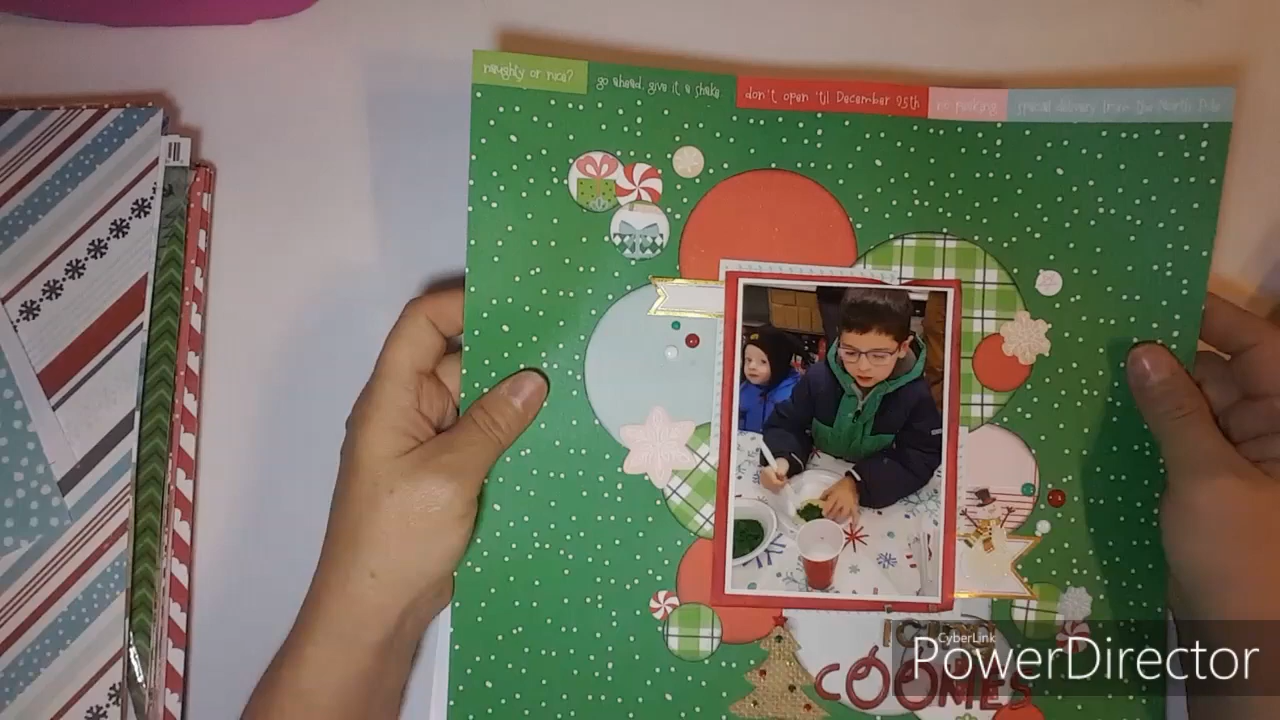 naughty or nice?
go ahead, give it a shake
don't open 'til December 25th
no peeking
special delivery from the North Pole
ICING
COOKIES
CyberLink
PowerDirector